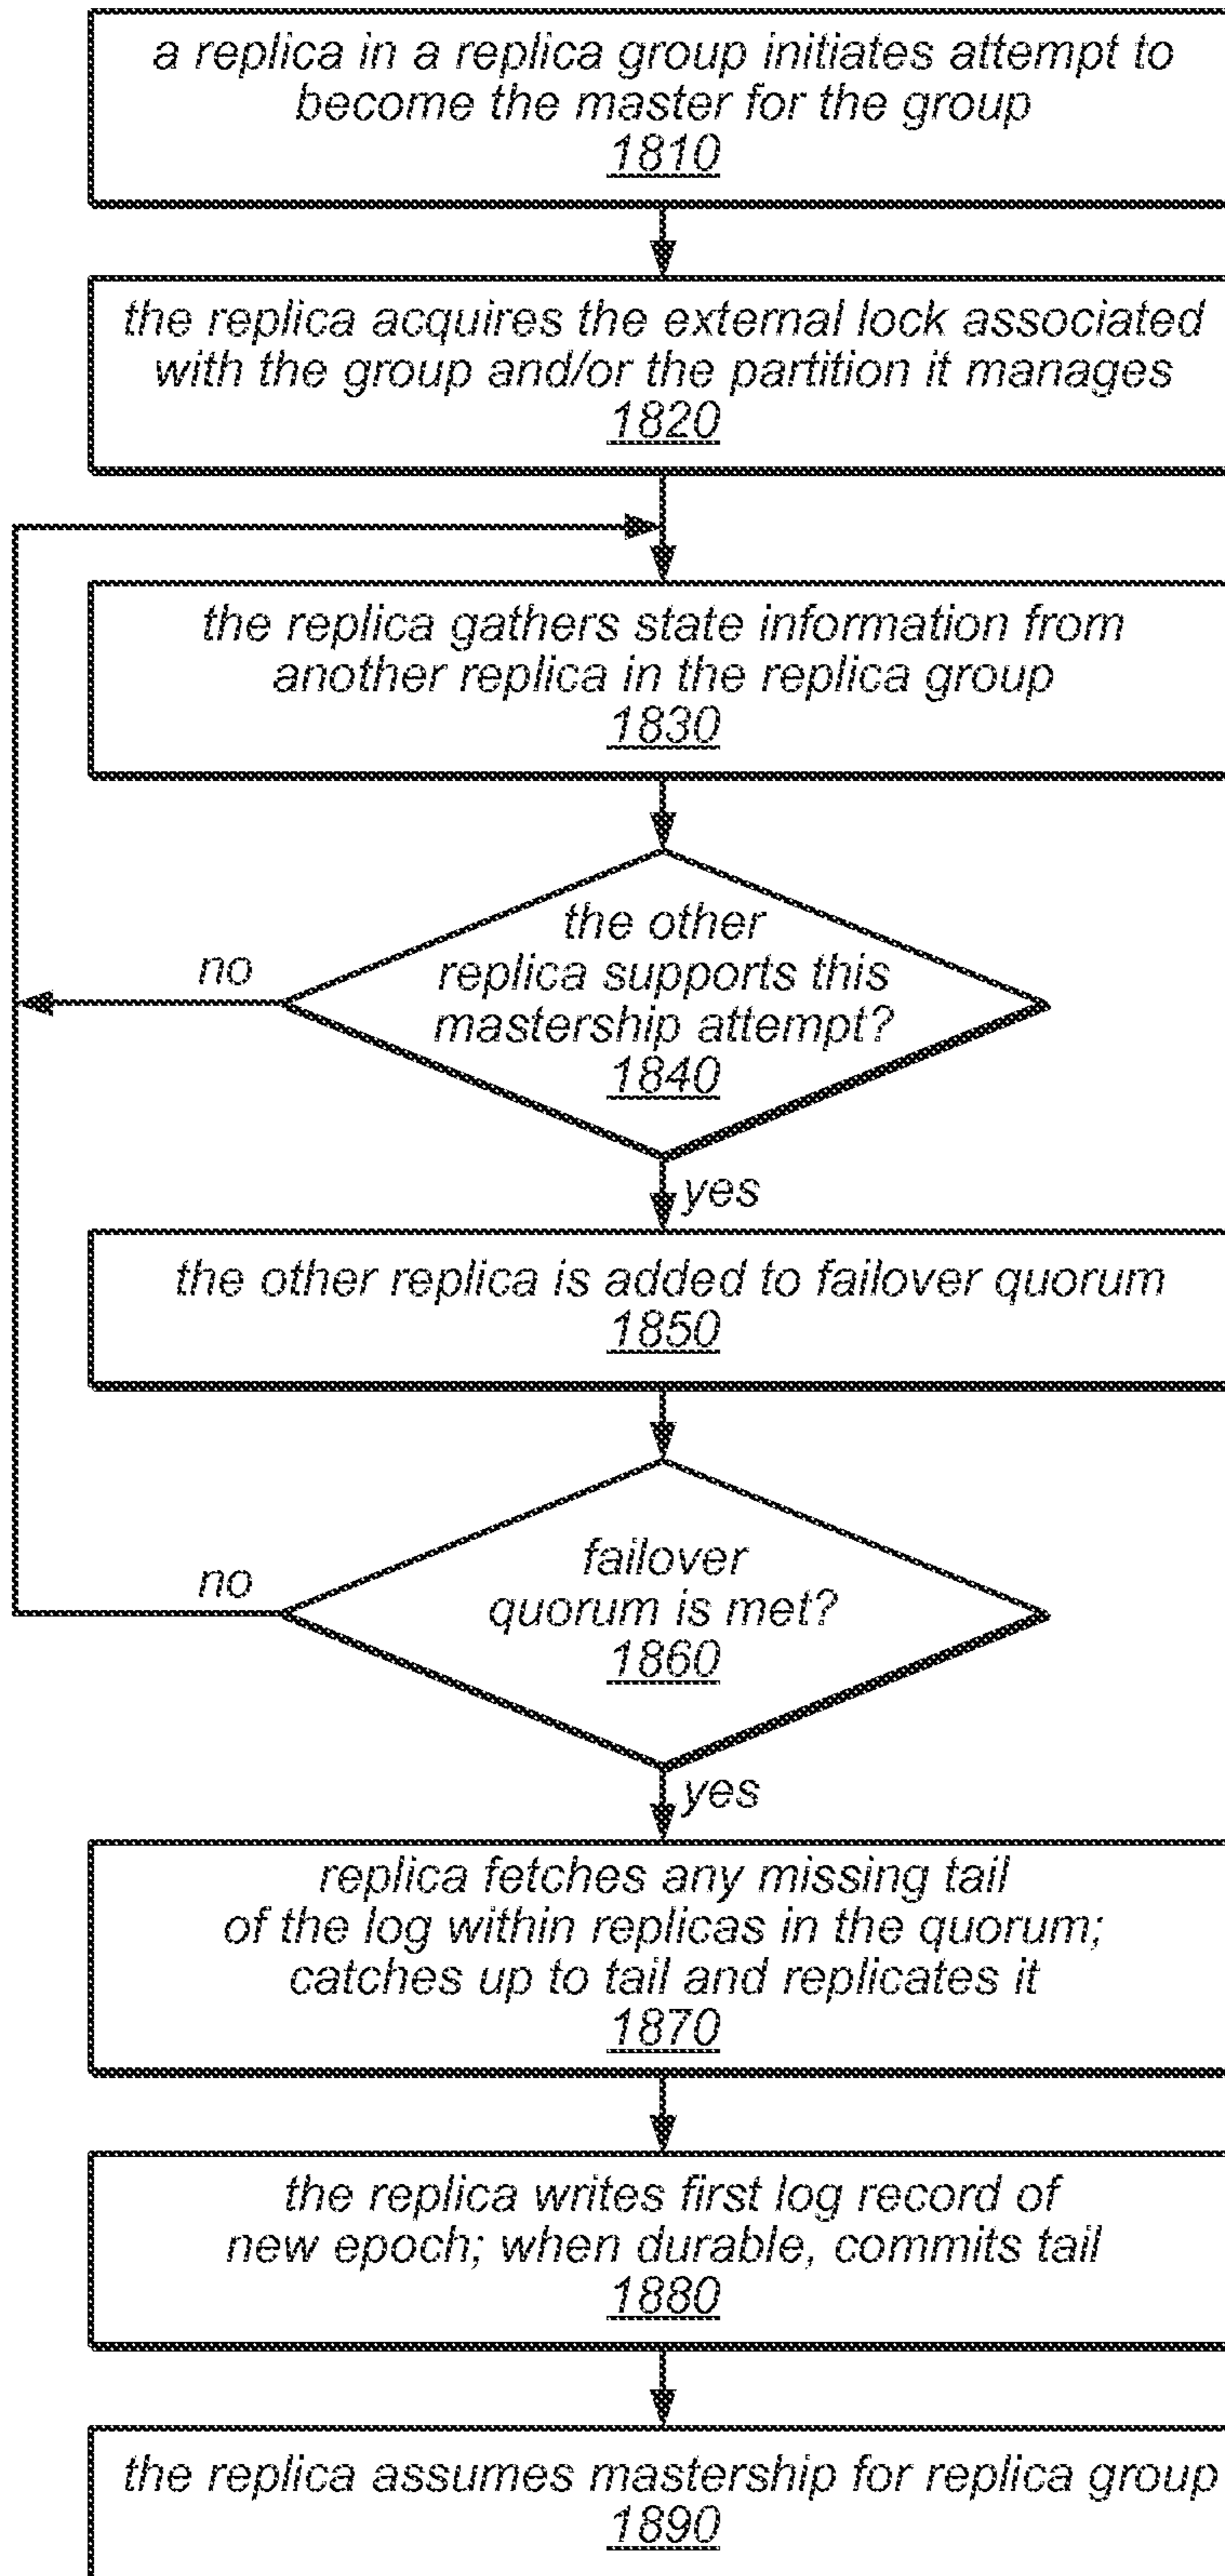 a replica in a replica group initiates attempt to
become the master for the group
1810
the replica acquires the external lock associated
with the group and/or the partition it manages
1820
the replica gathers state information from
another replica in the replica group
1830
the other
replica supports this
mastership attempt?
1840
no
yes
the other replica is added to failover quorum
1850
failover
quorum is met?
1860
no
yes
replica fetches any missing tail
of the log within replicas in the quorum;
catches up to tail and replicates it
1870
the replica writes first log record of
new epoch; when durable, commits tail
1880
the replica assumes mastership for replica group
1890